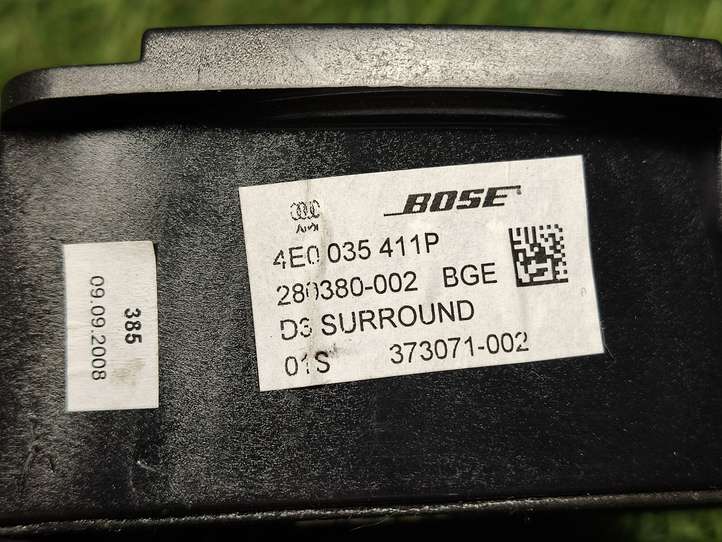 BOSE
Audi
4E0 035 411P
280380-002 BGE
D3 SURROUND
01S 373071-002
385
09.09.2008